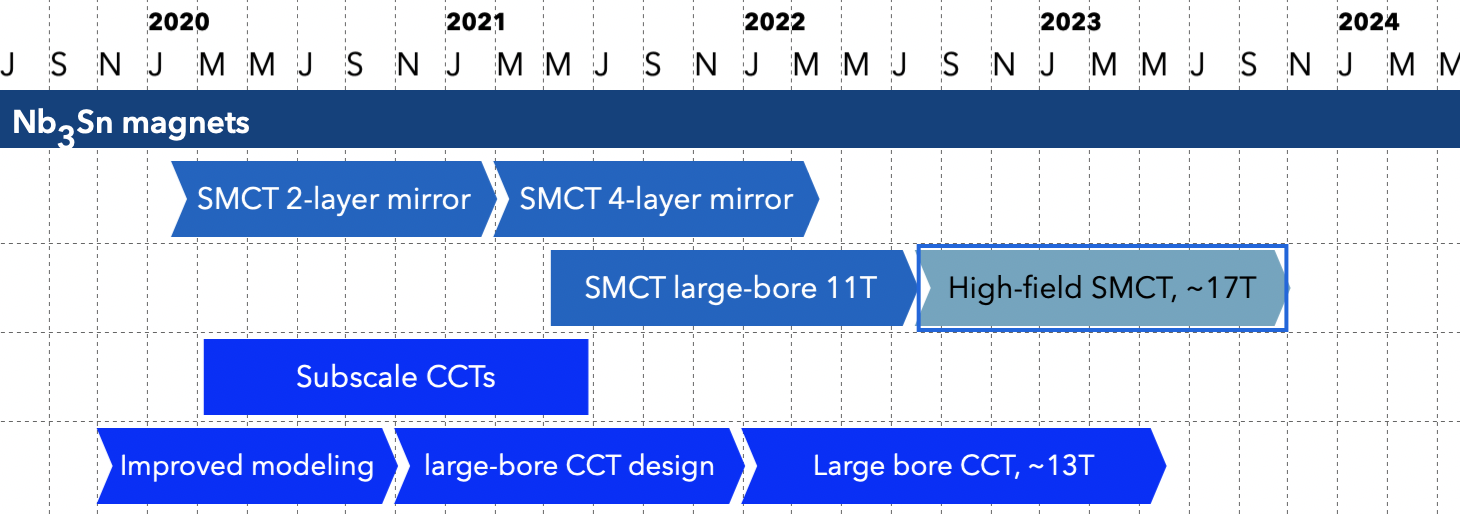 2020 2021 2022 2023 2024
J S N J M M J S N J M M J S N J M M J S N J M M J S N J M M
Nb₃Sn magnets
SMCT 2-layer mirror SMCT 4-layer mirror
SMCT large-bore 11T High-field SMCT, ~17T
Subscale CCTs
Improved modeling large-bore CCT design Large bore CCT, ~13T